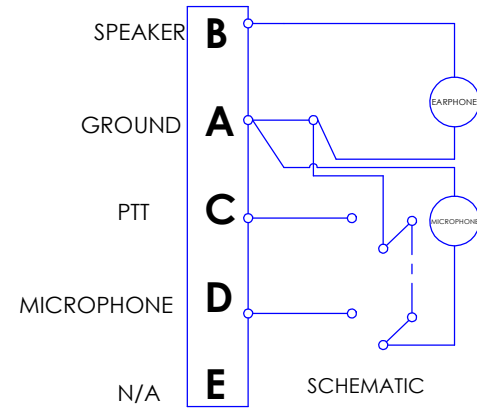 SPEAKER B
EARPHONE
GROUND A
PTT C
MICROPHONE
MICROPHONE D
N/A E
SCHEMATIC